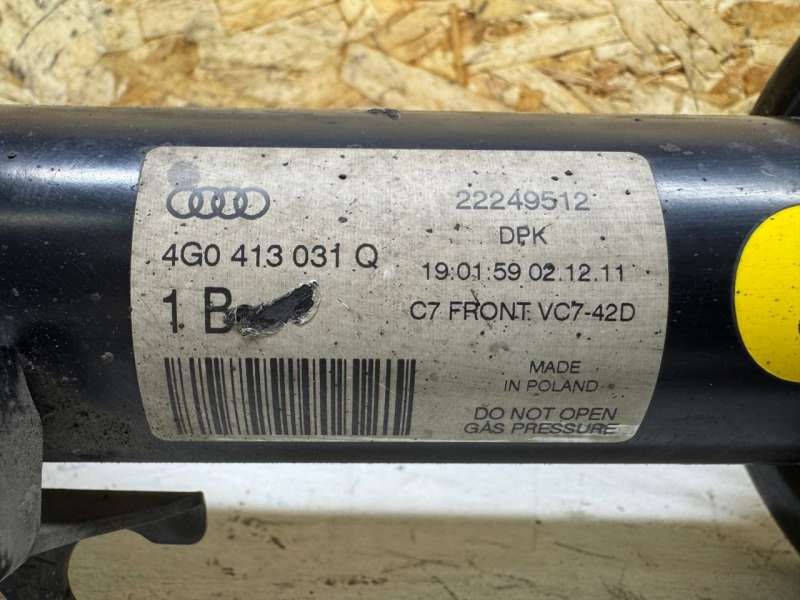 4G0 413 031 Q
1 B
22249512
DPK
19:01:59 02.12.11
C7 FRONT VC7-42D
MADE
IN POLAND
DO NOT OPEN
GAS PRESSURE